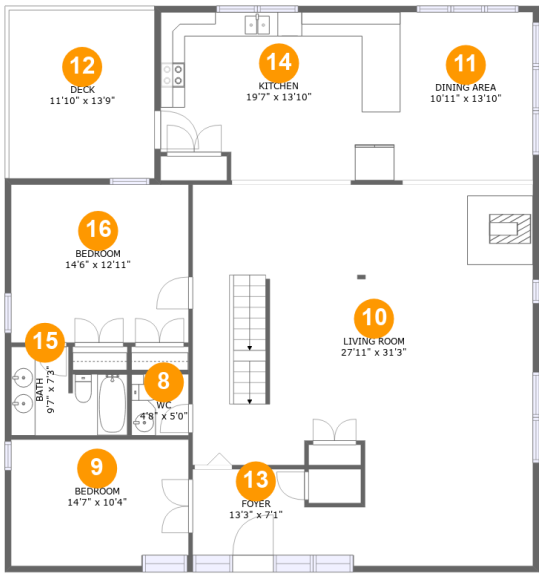 12
DECK
11'10" x 13'9"
14
KITCHEN
19'7" x 13'10"
11
DINING AREA
10'11" x 13'10"
16
BEDROOM
14'6" x 12'11"
10
LIVING ROOM
27'11" x 31'3"
15
BATH
9'7" x 7'3"
8
WC
4'8" x 5'0"
9
BEDROOM
14'7" x 10'4"
13
FOYER
13'3" x 7'1"